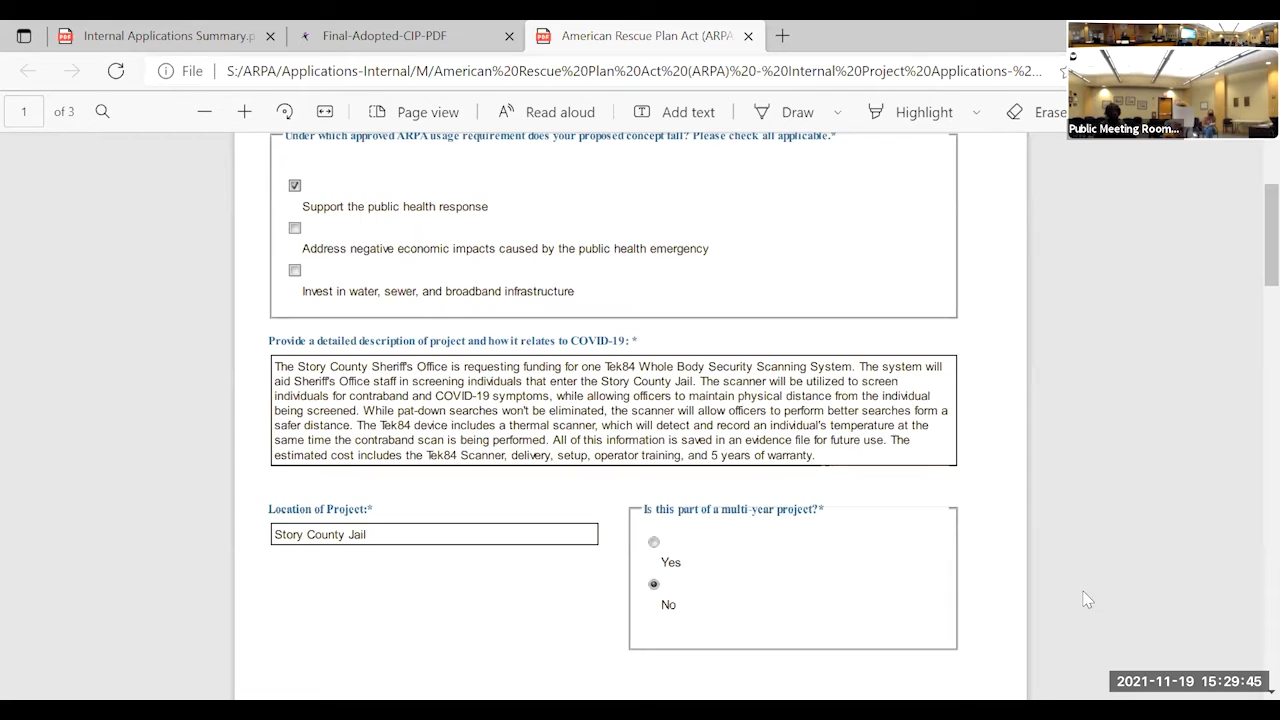 Internal Applications Summary.p
Final-Adopted-CIP-PDF
American Rescue Plan Act (ARPA
File
S:/ARPA/Applications-Internal/M/American%20Rescue%20Plan%20Act%20(ARPA)%20-%20Internal%20Project%20Applications-%2...
1 of 3
Page view
Read aloud
Add text
Draw
Highlight
Erase
Public Meeting Room...
Under which approved ARPA usage requirement does your proposed concept fall? Please check all applicable.*
Support the public health response
Address negative economic impacts caused by the public health emergency
Invest in water, sewer, and broadband infrastructure
Provide a detailed description of project and how it relates to COVID-19: *
The Story County Sheriff's Office is requesting funding for one Tek84 Whole Body Security Scanning System. The system will
aid Sheriff's Office staff in screening individuals that enter the Story County Jail. The scanner will be utilized to screen
individuals for contraband and COVID-19 symptoms, while allowing officers to maintain physical distance from the individual
being screened. While pat-down searches won't be eliminated, the scanner will allow officers to perform better searches form a
safer distance. The Tek84 device includes a thermal scanner, which will detect and record an individual's temperature at the
same time the contraband scan is being performed. All of this information is saved in an evidence file for future use. The
estimated cost includes the Tek84 Scanner, delivery, setup, operator training, and 5 years of warranty.
Location of Project:*
Story County Jail
Is this part of a multi-year project?*
Yes
No
2021-11-19 15:29:45